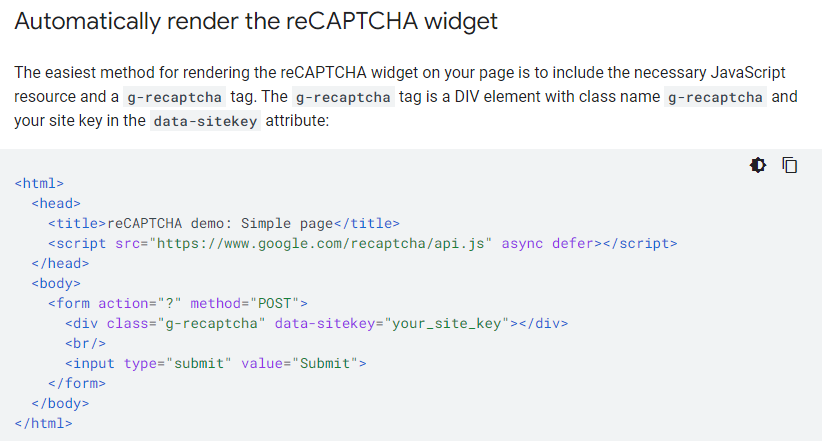 Automatically render the reCAPTCHA widget
The easiest method for rendering the reCAPTCHA widget on your page is to include the necessary JavaScript
resource and a g-recaptcha tag. The g-recaptcha tag is a DIV element with class name g-recaptcha and
your site key in the data-sitekey attribute:
<html>
  <head>
    <title>reCAPTCHA demo: Simple page</title>
    <script src="https://www.google.com/recaptcha/api.js" async defer></script>
  </head>
  <body>
    <form action="?" method="POST">
      <div class="g-recaptcha" data-sitekey="your_site_key"></div>
      <br/>
      <input type="submit" value="Submit">
    </form>
  </body>
</html>